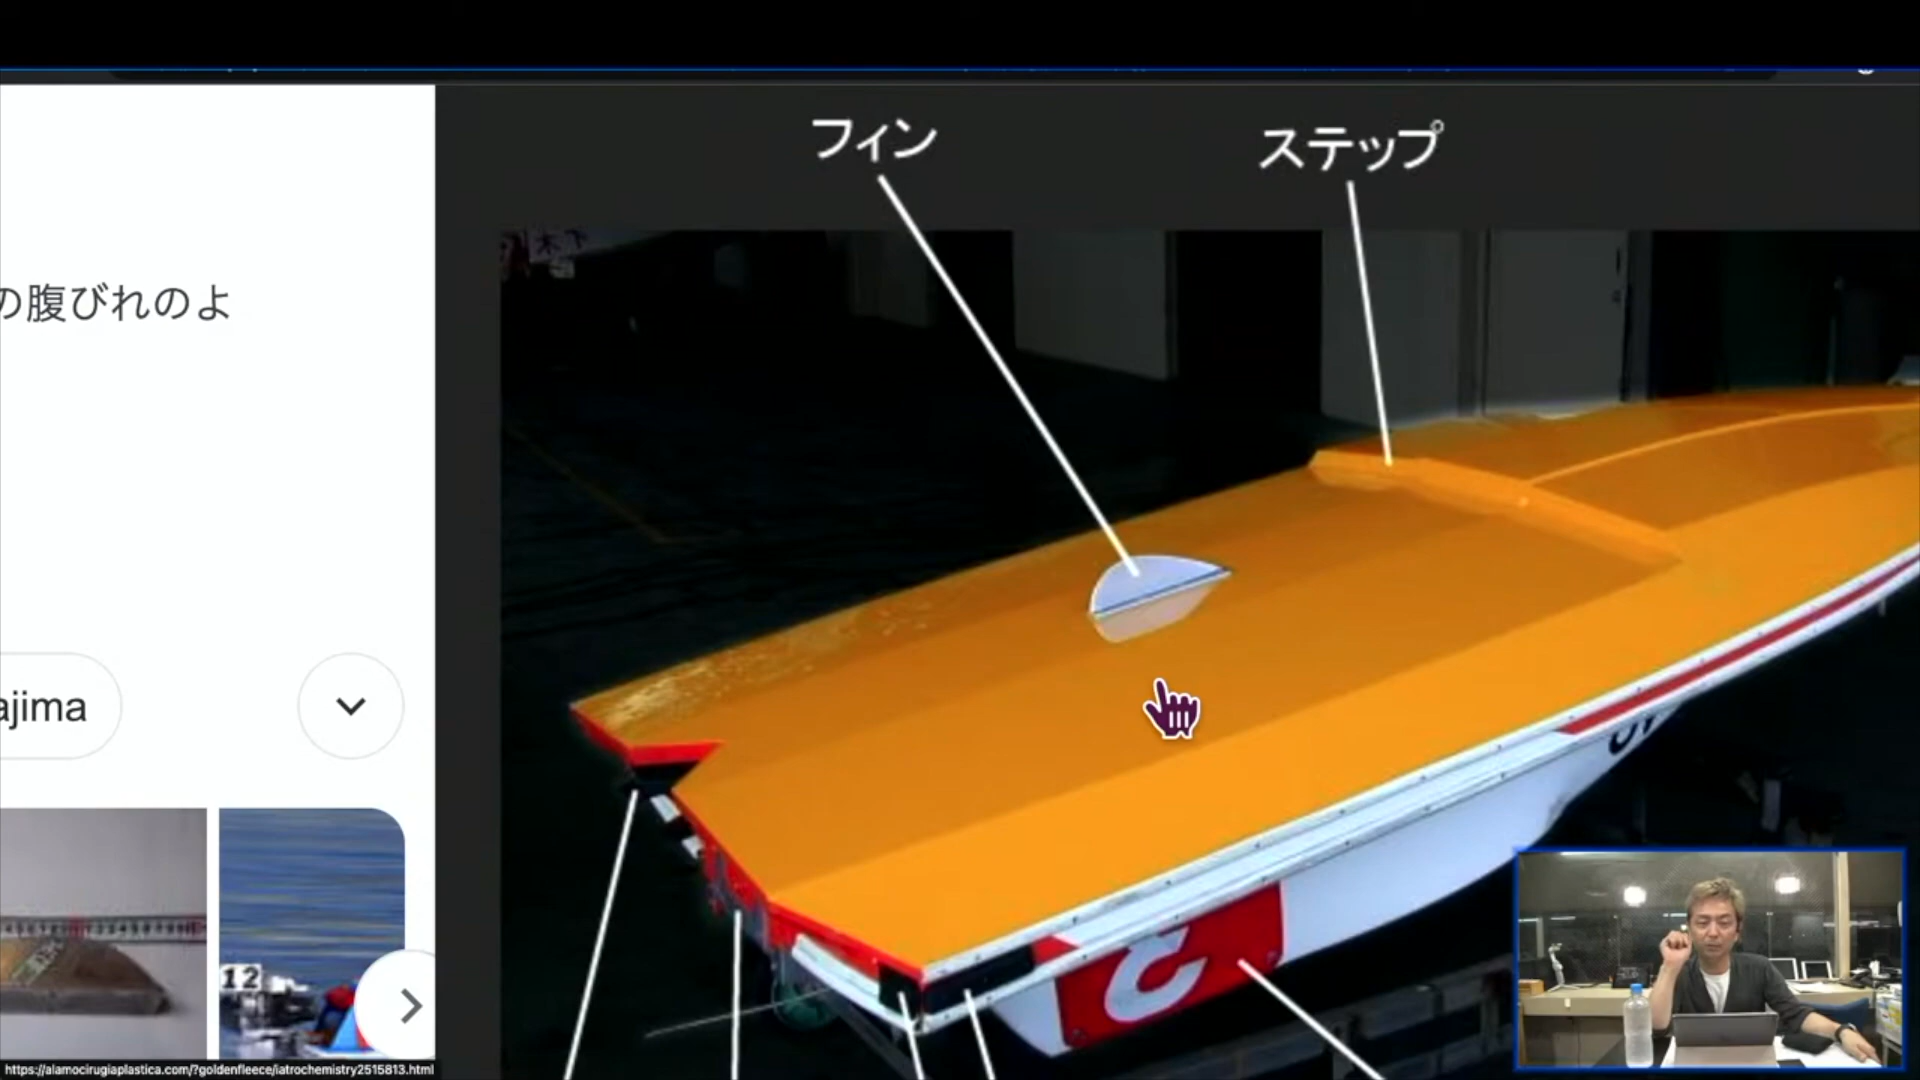 フィン
ステップ
の腹びれのよ
ajima
12
3
https://alamocirugiaplastica.com/?goldenfleece/iatrochemistry2515813.html